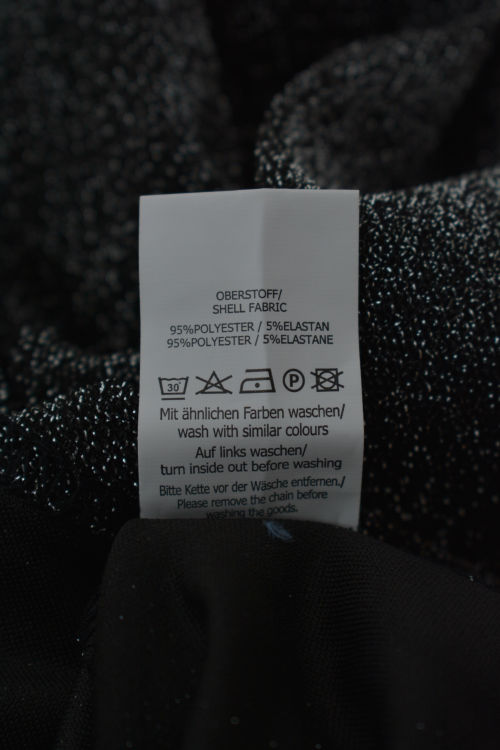 OBERSTOFF/
SHELL FABRIC
95%POLYESTER / 5%ELASTAN
95%POLYESTER / 5%ELASTANE
30° P
Mit ähnlichen Farben waschen/
wash with similar colours
Auf links waschen/
turn inside out before washing
Bitte Kette vor der Wäsche entfernen./
Please remove the chain before
washing the goods.